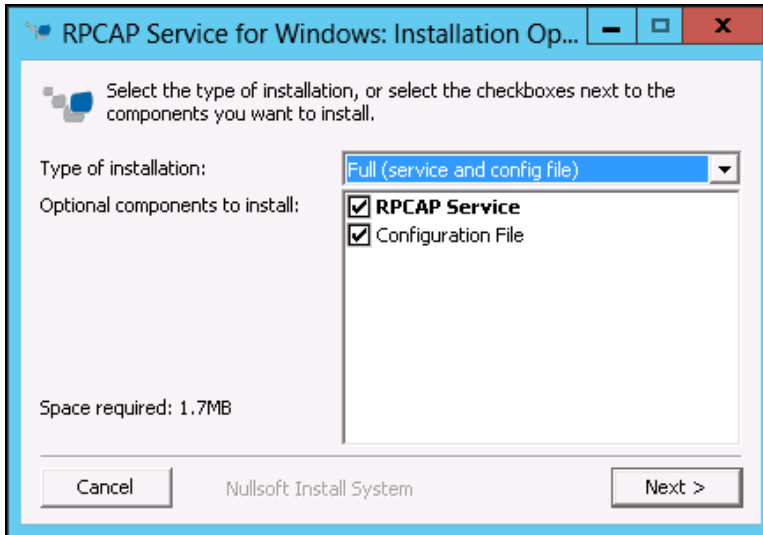 RPCAP Service for Windows: Installation Op...
Select the type of installation, or select the checkboxes next to the
components you want to install.
Type of installation:
Full (service and config file)
Optional components to install:
RPCAP Service
Configuration File
Space required: 1.7MB
Cancel
Nullsoft Install System
Next >